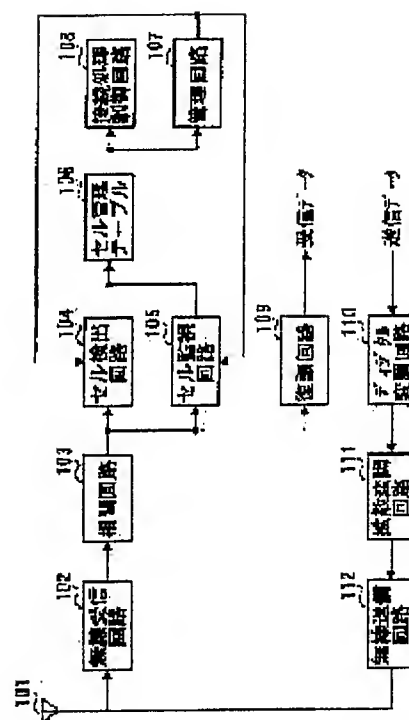 101
102
無線受信
回路
103
相関回路
104
セル検出
回路
105
セル監視
回路
106
セル管理
テーブル
108
接続処理
制御回路
107
管理回路
109
復調回路
受信データ
110
ディジタル
変調回路
送信データ
111
拡散変調
回路
112
無線送信
回路